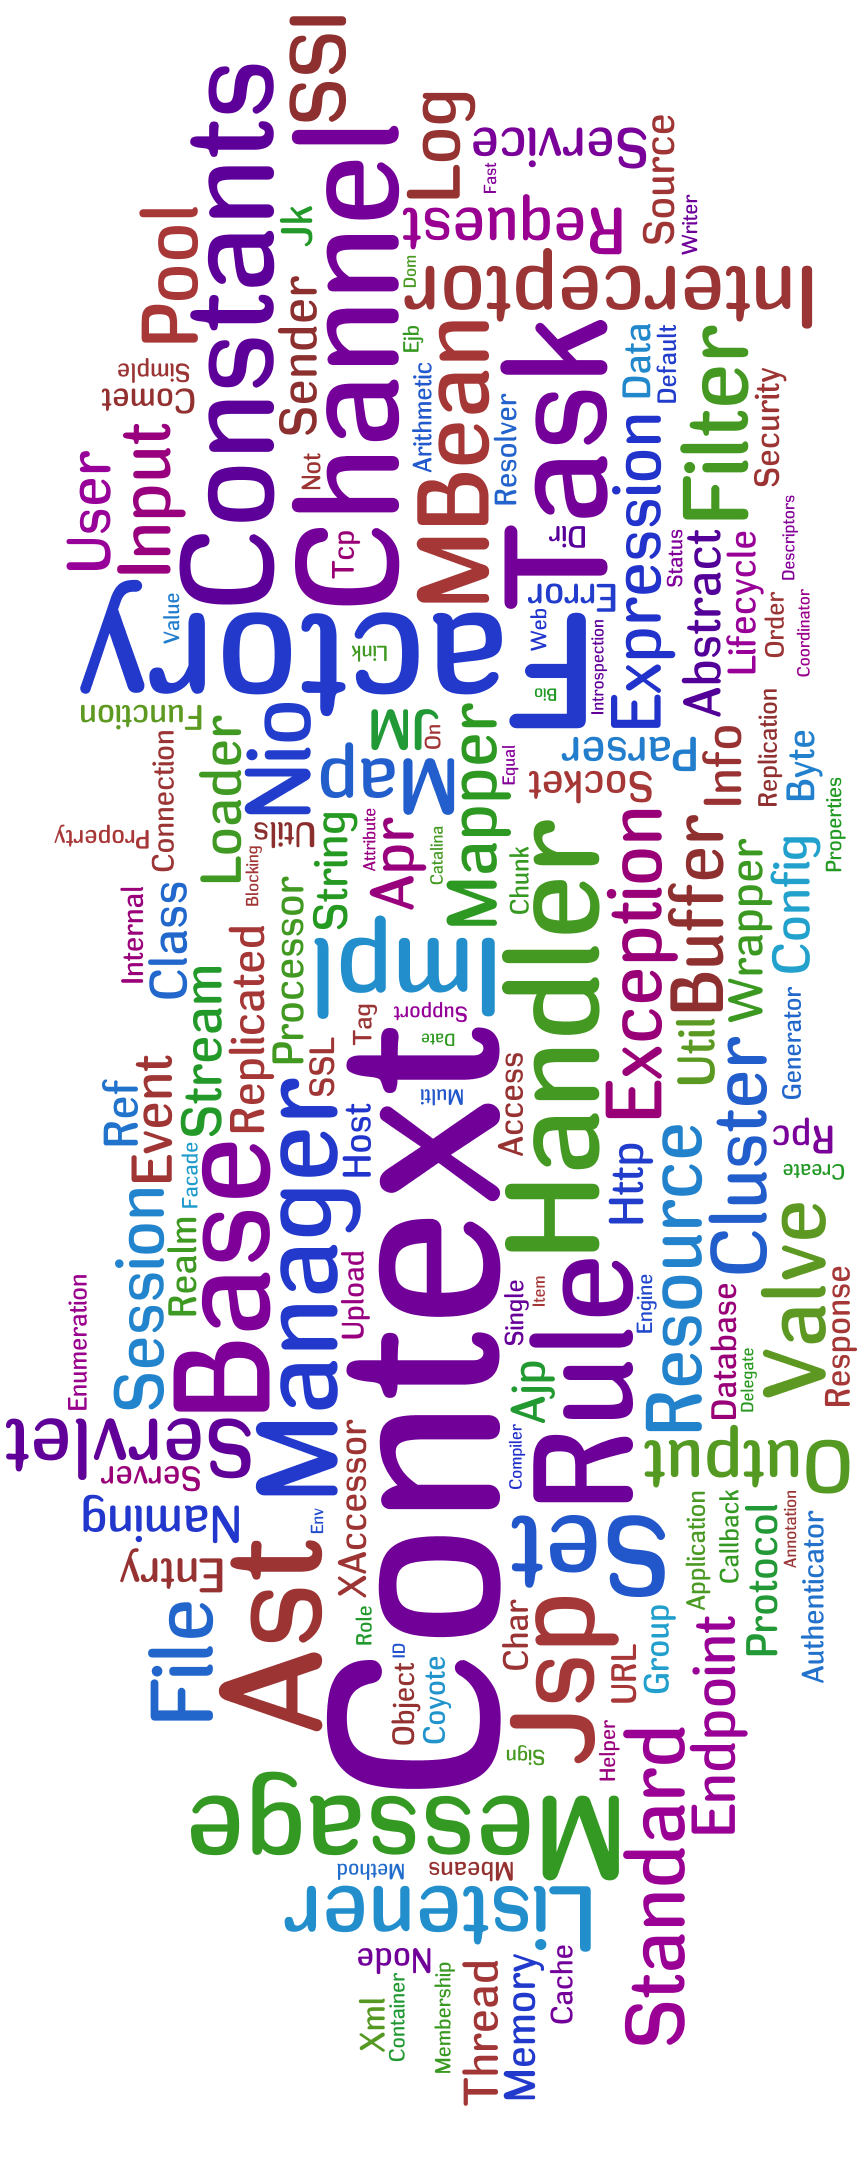 SSI
Constants
Channel
Log
Service
Fast
Source
Pool
Jk
Request
Writer
Dom
Interceptor
Sender
Simple
Comet
Ejb
MBean
Task
Data
Default
Filter
Arithmetic
Resolver
Security
User
Input
Not
Tcp
Expression
Dir
Status
Descriptors
Abstract
Lifecycle
Error
Order
Coordinator
Value
Factory
Link
Web
Bio
Introspection
Function
Nio
JM
On
Loader
Connection
Map
Mapper
Equal
Parser
Socket
Info
Replication
Byte
Property
Utils
String
Attribute
Apr
Catalina
Chunk
Handler
Exception
Buffer
Wrapper
Config
Properties
Blocking
Internal
Class
Processor
Impl
Stream
Replicated
Tag
Support
Date
Util
Generator
SSL
Multi
Access
Ref
Event
Host
Context
Cluster
Rpc
Create
Facade
Base
Manager
Http
Resource
Session
Realm
Upload
Valve
Enumeration
Single
Item
Engine
Rule
Database
Delegate
Response
Ajp
Servlet
Server
Compiler
Output
Naming
Env
XAccessor
Set
Entry
Ast
Application
Callback
Protocol
Annotation
Authenticator
File
Role
Char
Jsp
Group
URL
Endpoint
ID
Object
Coyote
Sign
Helper
Standard
Message
Method
Mbeans
Listener
Node
Cache
Xml
Container
Membership
Thread
Memory